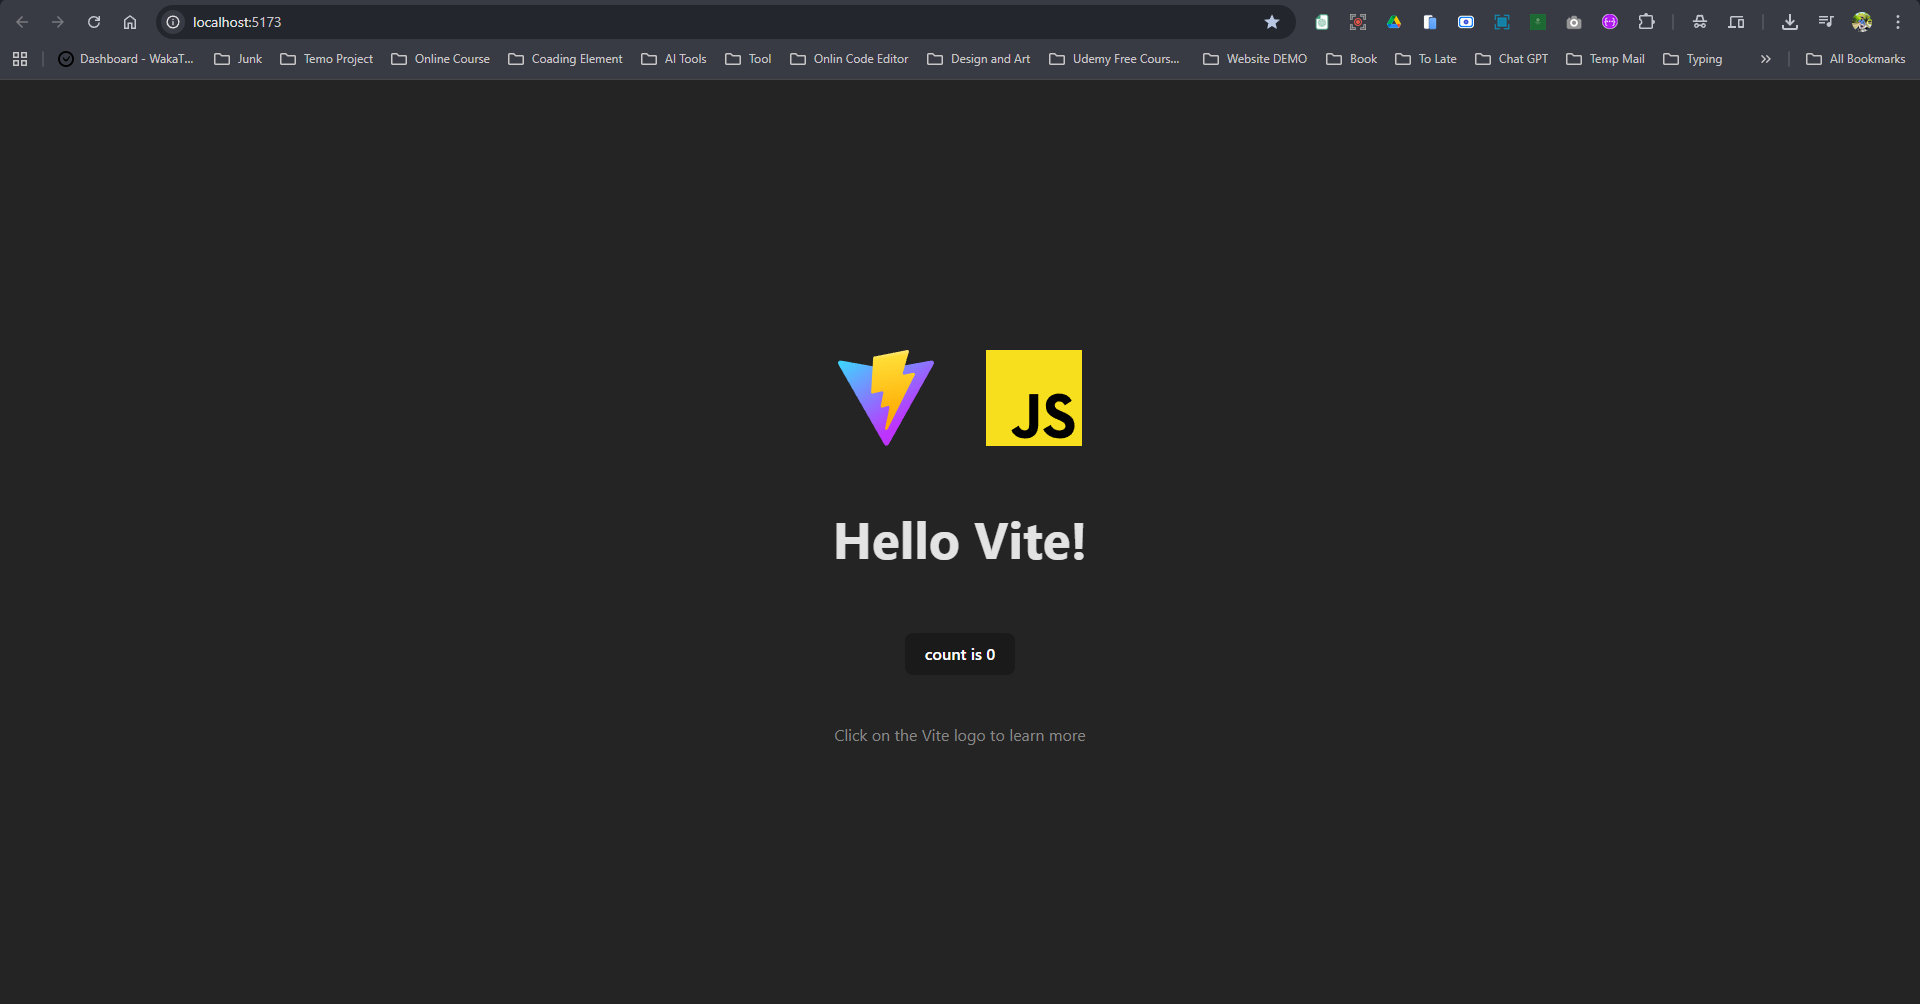 localhost:5173
Dashboard - WakaT... Junk Temo Project Online Course Coading Element AI Tools Tool Onlin Code Editor Design and Art Udemy Free Cours... Website DEMO Book To Late Chat GPT Temp Mail Typing All Bookmarks
JS
Hello Vite!
count is 0
Click on the Vite logo to learn more